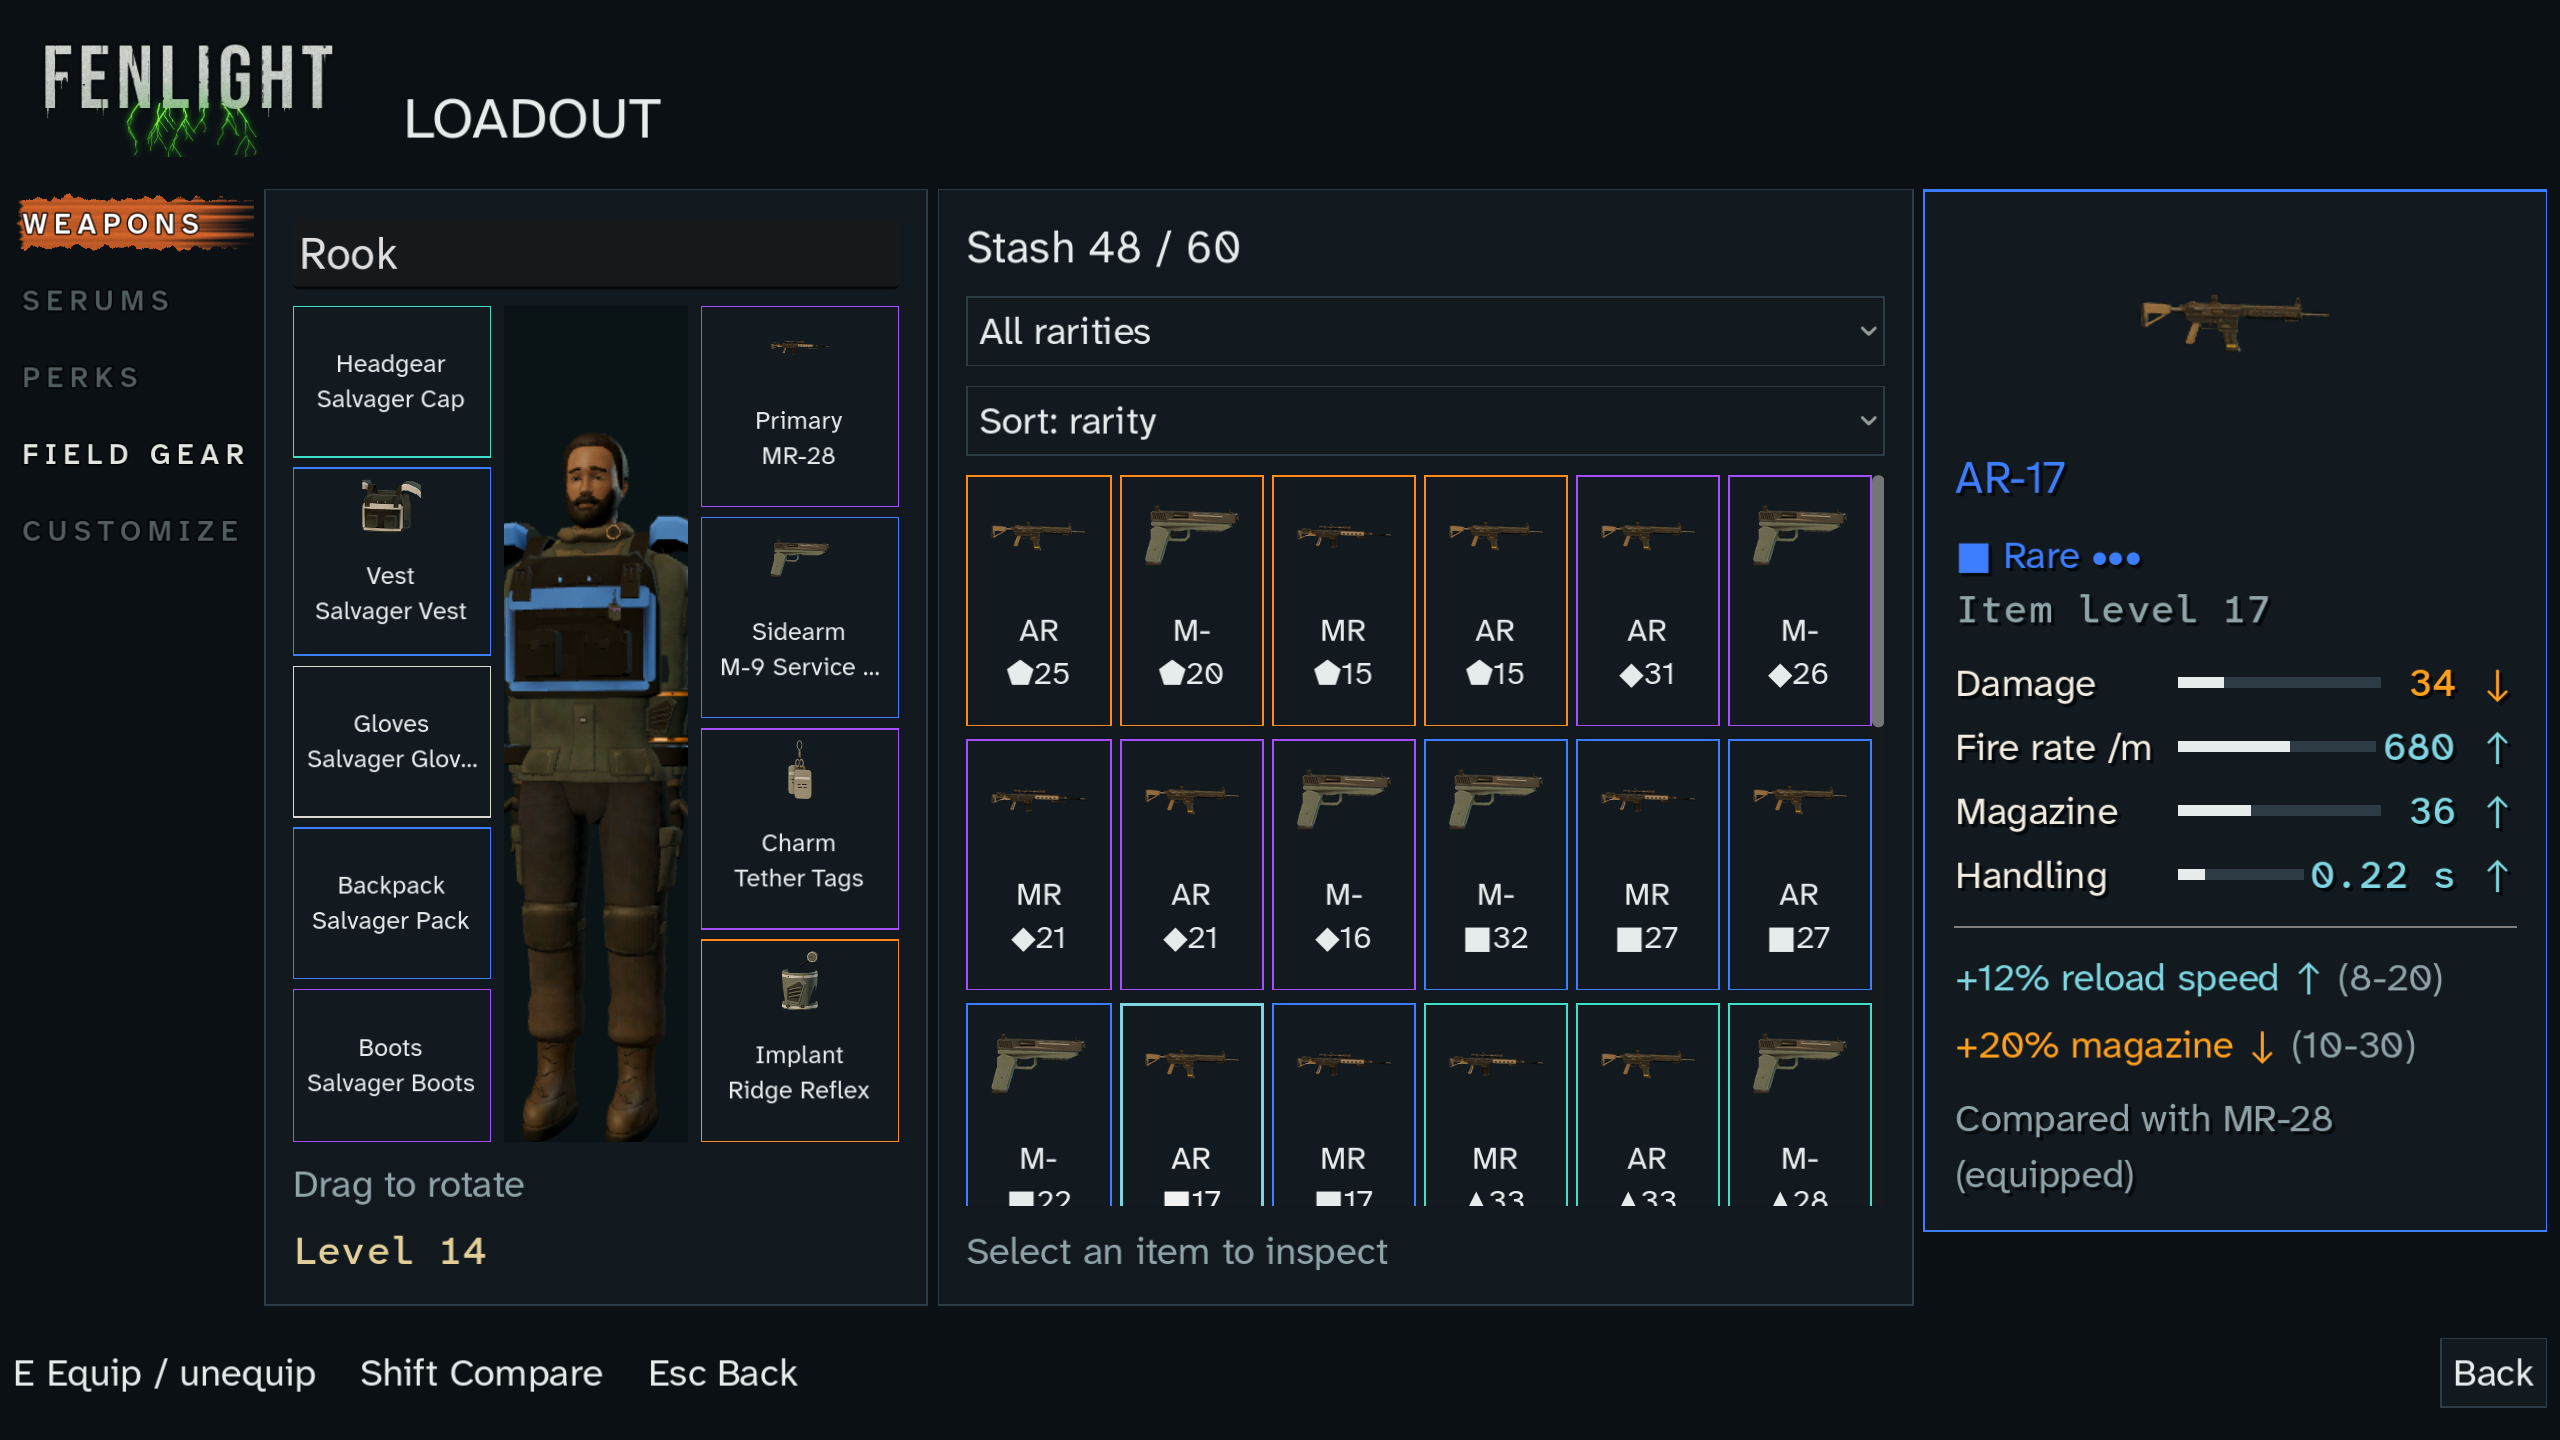 FENLIGHT
LOADOUT
WEAPONS
SERUMS
PERKS
FIELD GEAR
CUSTOMIZE
Rook
Headgear
Salvager Cap
Vest
Salvager Vest
Gloves
Salvager Glov...
Backpack
Salvager Pack
Boots
Salvager Boots
Primary
MR-28
Sidearm
M-9 Service ...
Charm
Tether Tags
Implant
Ridge Reflex
Drag to rotate
Level 14
Stash 48 / 60
All rarities
Sort: rarity
AR
⬟25
M-
⬟20
MR
⬟15
AR
⬟15
AR
◆31
M-
◆26
MR
◆21
AR
◆21
M-
◆16
M-
■32
MR
■27
AR
■27
M-
■22
AR
■17
MR
■17
MR
▲33
AR
▲33
M-
▲28
Select an item to inspect
AR-17
■ Rare •••
Item level 17
Damage 34 ↓
Fire rate /m 680 ↑
Magazine 36 ↑
Handling 0.22 s ↑
+12% reload speed ↑ (8-20)
+20% magazine ↓ (10-30)
Compared with MR-28
(equipped)
E Equip / unequip Shift Compare Esc Back
Back